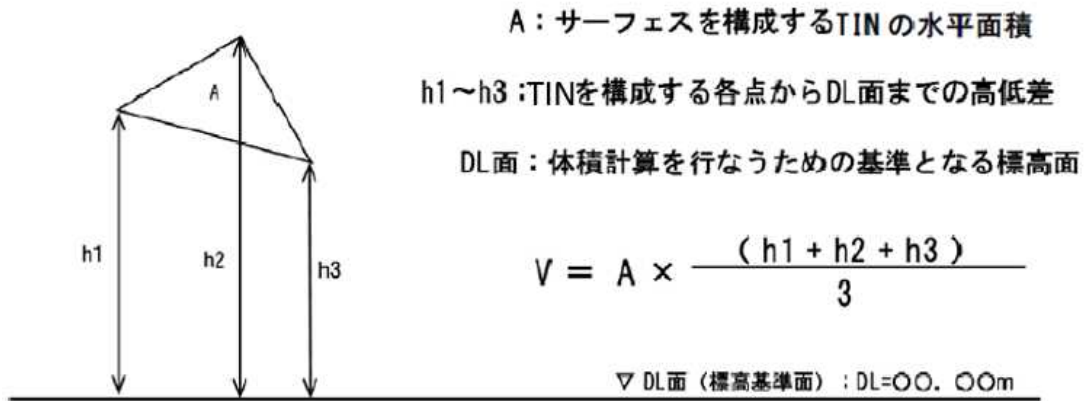 A：サーフェスを構成するTINの水平面積
h1～h3：TINを構成する各点からDL面までの高低差
DL面：体積計算を行なうための基準となる標高面
A
h1
h2
h3
V = A × (h1 + h2 + h3) / 3
▽ DL面（標高基準面）：DL=〇〇. 〇〇m